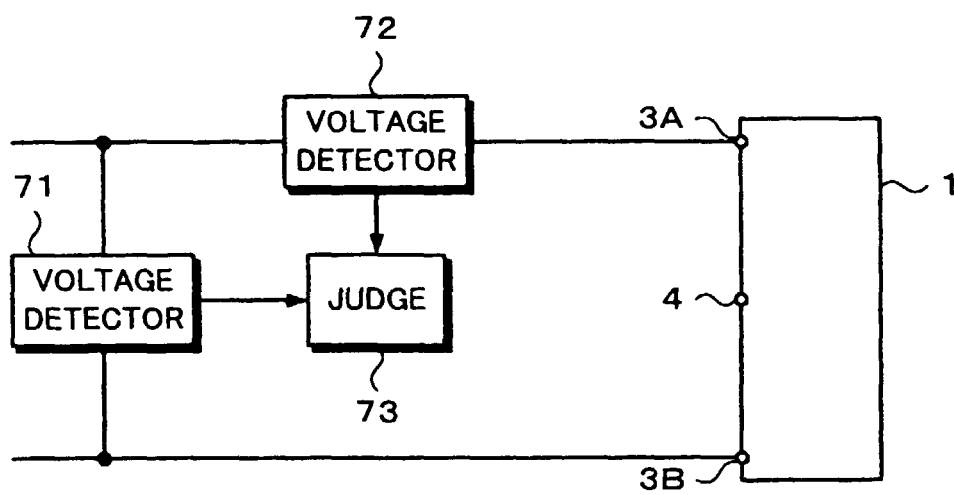 72
VOLTAGE
DETECTOR
3A
71
1
VOLTAGE
DETECTOR
JUDGE
4
73
3B